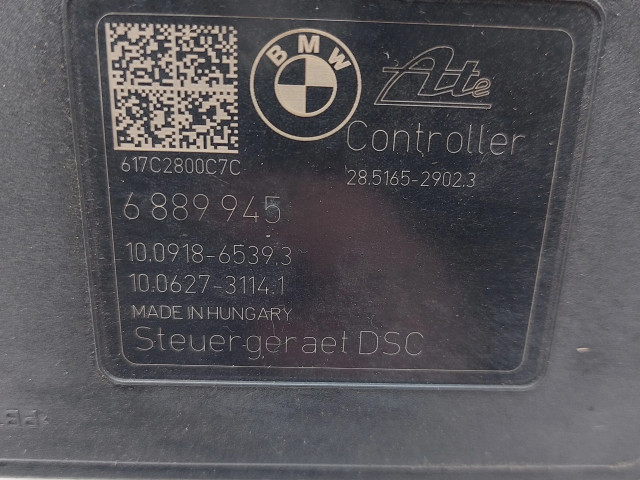 BMW
Ate
Controller
617C2800C7C
28.5165-2902.3
6 889 945
10.0918-6539.3
10.0627-3114.1
MADE IN HUNGARY
Steuergeraet DSC